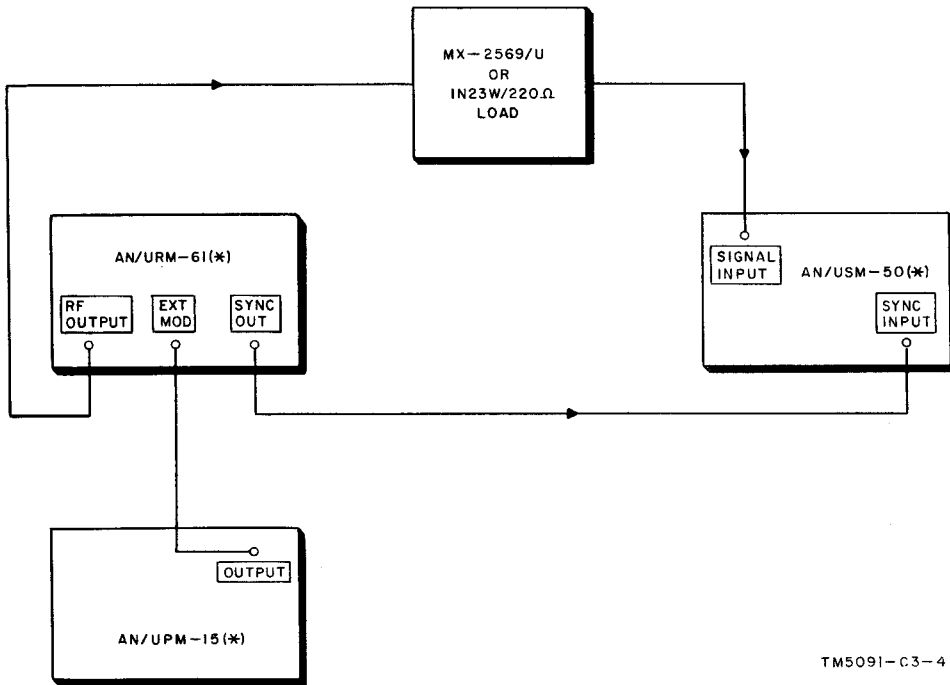 MX-2569/U
OR
IN23W/220Ω
LOAD
AN/URM-61(*)
RF
OUTPUT
EXT
MOD
SYNC
OUT
SIGNAL
INPUT
AN/USM-50(*)
SYNC
INPUT
OUTPUT
AN/UPM-15(*)
TM5091-C3-4